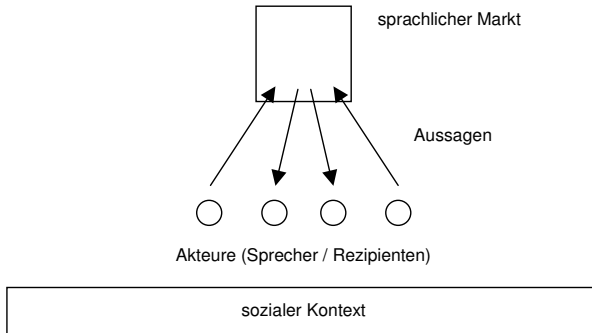 sprachlicher Markt
Aussagen
Akteure (Sprecher / Rezipienten)
sozialer Kontext